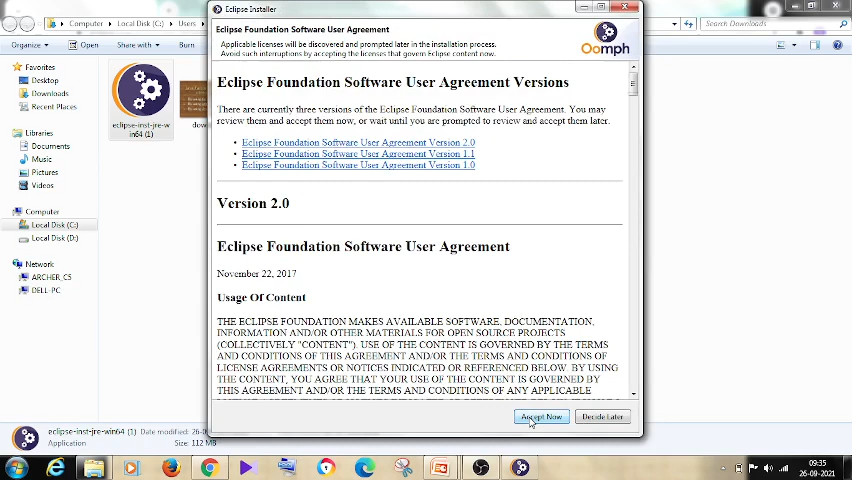 Eclipse Installer
Computer
Local Disk (C:)
Users
Search Downloads
Organize
Open
Share with
Burn
Eclipse Foundation Software User Agreement
Applicable licenses will be discovered and prompted later in the installation process.
Avoid such interruptions by accepting the licenses that govern Eclipse content now.
Oomph
Favorites
Desktop
Downloads
Recent Places
Libraries
Documents
Music
Pictures
Videos
Computer
Local Disk (C:)
Local Disk (D:)
Network
ARCHER_C5
DELL-PC
eclipse-inst-jre-w
in64 (1)
Eclipse Foundation Software User Agreement Versions
There are currently three versions of the Eclipse Foundation Software User Agreement. You may
review them and accept them now, or wait until you are prompted to review and accept them later.
Eclipse Foundation Software User Agreement Version 2.0
Eclipse Foundation Software User Agreement Version 1.1
Eclipse Foundation Software User Agreement Version 1.0
Version 2.0
Eclipse Foundation Software User Agreement
November 22, 2017
Usage Of Content
THE ECLIPSE FOUNDATION MAKES AVAILABLE SOFTWARE, DOCUMENTATION,
INFORMATION AND/OR OTHER MATERIALS FOR OPEN SOURCE PROJECTS
(COLLECTIVELY "CONTENT"). USE OF THE CONTENT IS GOVERNED BY THE TERMS
AND CONDITIONS OF THIS AGREEMENT AND/OR THE TERMS AND CONDITIONS OF
LICENSE AGREEMENTS OR NOTICES INDICATED OR REFERENCED BELOW. BY USING
THE CONTENT, YOU AGREE THAT YOUR USE OF THE CONTENT IS GOVERNED BY
THIS AGREEMENT AND/OR THE TERMS AND CONDITIONS OF ANY APPLICABLE
Accept Now
Decide Later
eclipse-inst-jre-win64 (1)
Date modified: 26-0
Application
Size: 112 MB
09:35
26-09-2021